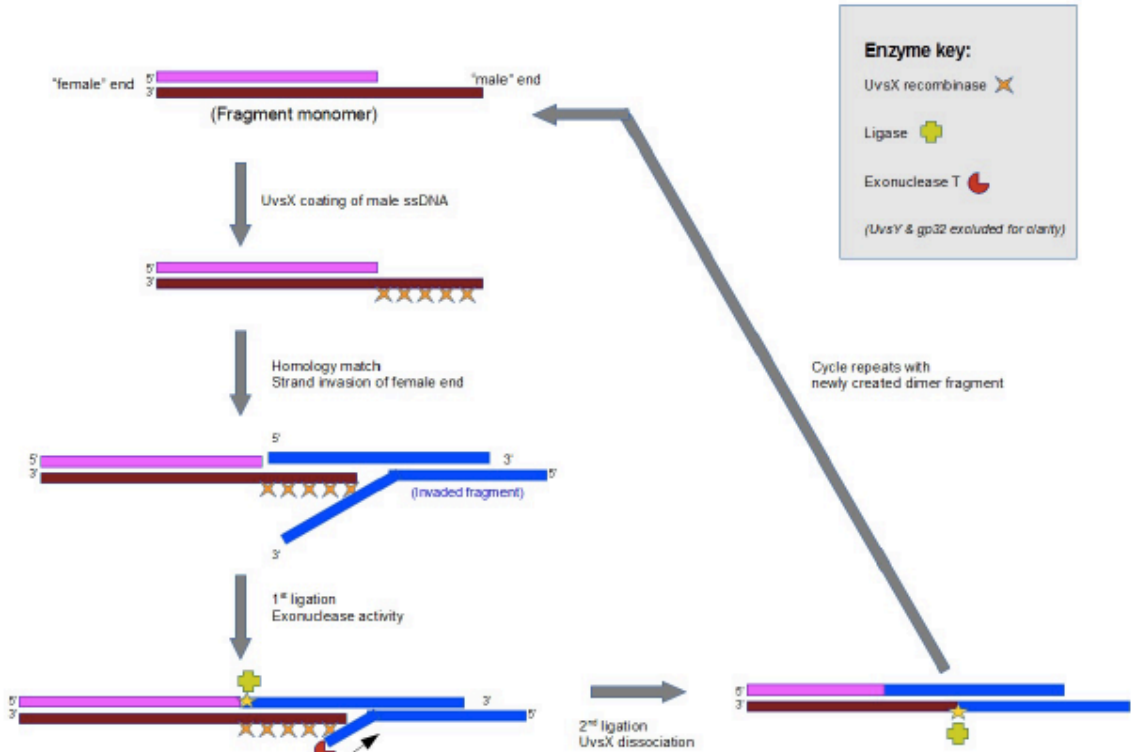 Enzyme key:
UvsX recombinase
Ligase
Exonuclease T
(UvsY & gp32 excluded for clarity)
"female" end
5'
3'
"male" end
(Fragment monomer)
UvsX coating of male ssDNA
5'
3'
Homology match
Strand invasion of female end
Cycle repeats with
newly created dimer fragment
5'
5'
3'
3'
5'
(Invaded fragment)
3'
1st ligation
Exonuclease activity
5'
3'
3'
5'
2nd ligation
UvsX dissociation
5'
3'